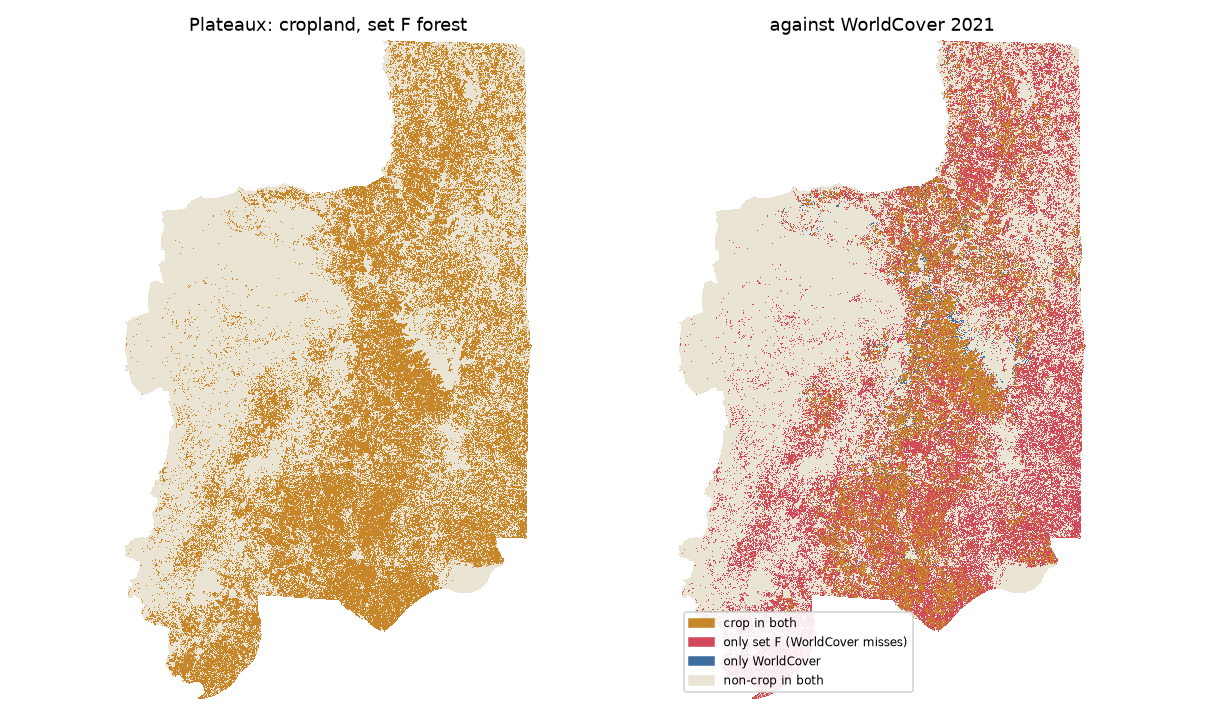 Plateaux: cropland, set F forest
against WorldCover 2021
crop in both
only set F (WorldCover misses)
only WorldCover
non-crop in both